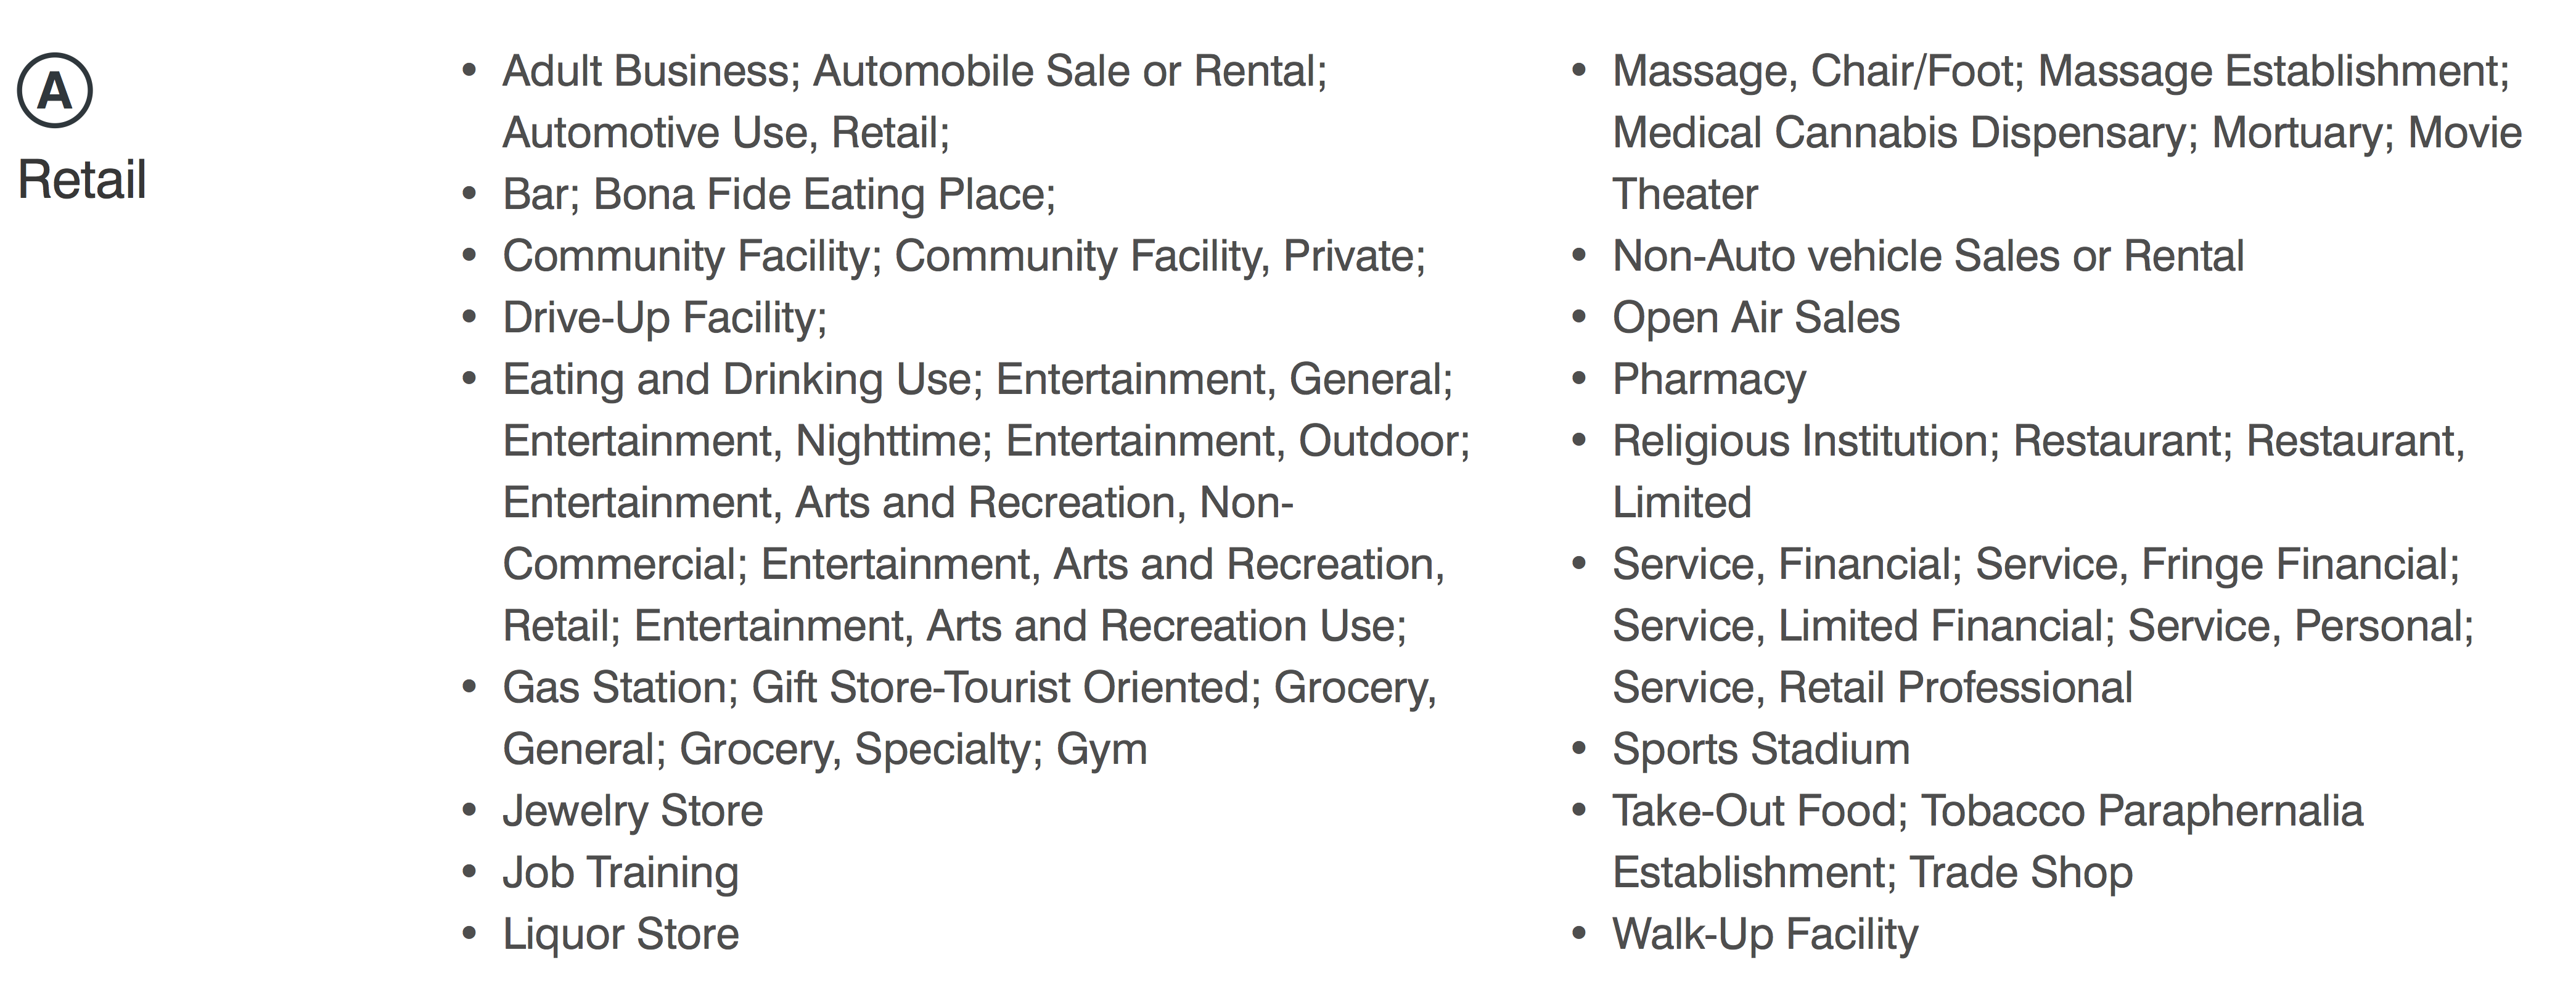 A
Retail
• Adult Business; Automobile Sale or Rental;
Automotive Use, Retail;
• Bar; Bona Fide Eating Place;
• Community Facility; Community Facility, Private;
• Drive-Up Facility;
• Eating and Drinking Use; Entertainment, General;
Entertainment, Nighttime; Entertainment, Outdoor;
Entertainment, Arts and Recreation, Non-
Commercial; Entertainment, Arts and Recreation,
Retail; Entertainment, Arts and Recreation Use;
• Gas Station; Gift Store-Tourist Oriented; Grocery,
General; Grocery, Specialty; Gym
• Jewelry Store
• Job Training
• Liquor Store
• Massage, Chair/Foot; Massage Establishment;
Medical Cannabis Dispensary; Mortuary; Movie
Theater
• Non-Auto vehicle Sales or Rental
• Open Air Sales
• Pharmacy
• Religious Institution; Restaurant; Restaurant,
Limited
• Service, Financial; Service, Fringe Financial;
Service, Limited Financial; Service, Personal;
Service, Retail Professional
• Sports Stadium
• Take-Out Food; Tobacco Paraphernalia
Establishment; Trade Shop
• Walk-Up Facility